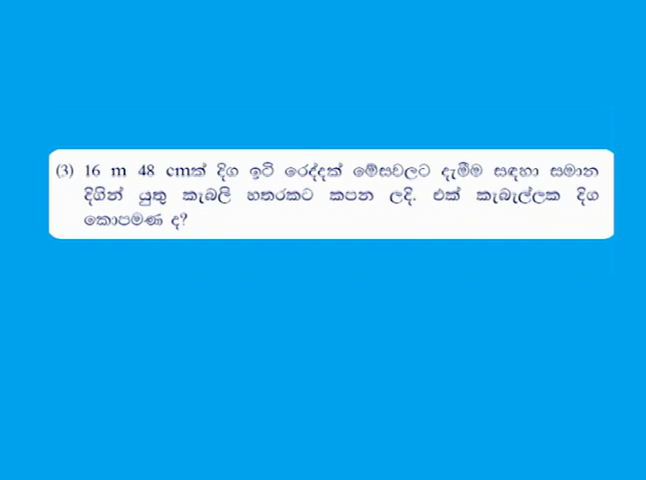 (3) 16 m 48 cmක් දිග ඉටි රෙද්දක් මේසවලට දැමීම සඳහා සමාන
දිගින් යුතු කැබලි හතරකට කපන ලදි. එක් කැබැල්ලක දිග
කොපමණ ද?